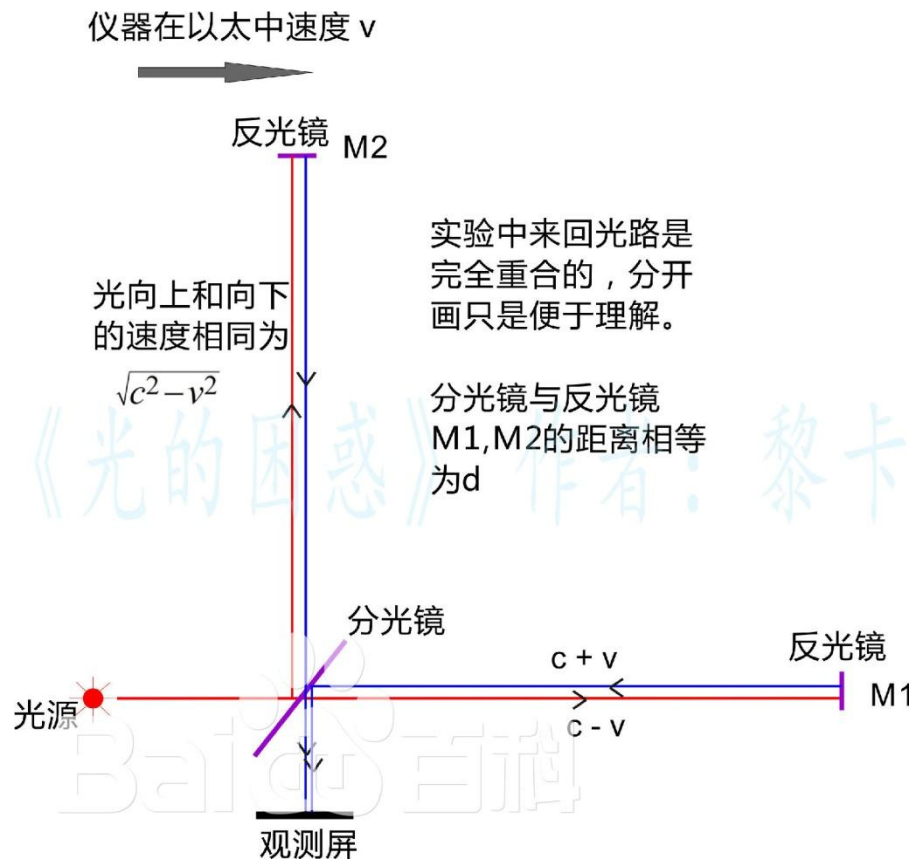 仪器在以太中速度 v
反光镜
M2
实验中来回光路是
完全重合的，分开
画只是便于理解。
光向上和向下
的速度相同为
√(c²−v²)
分光镜与反光镜
M1,M2的距离相等
为d
《光的困惑》 作者：黎卡
分光镜
反光镜
c + v
M1
光源
c - v
Baidu百科
观测屏